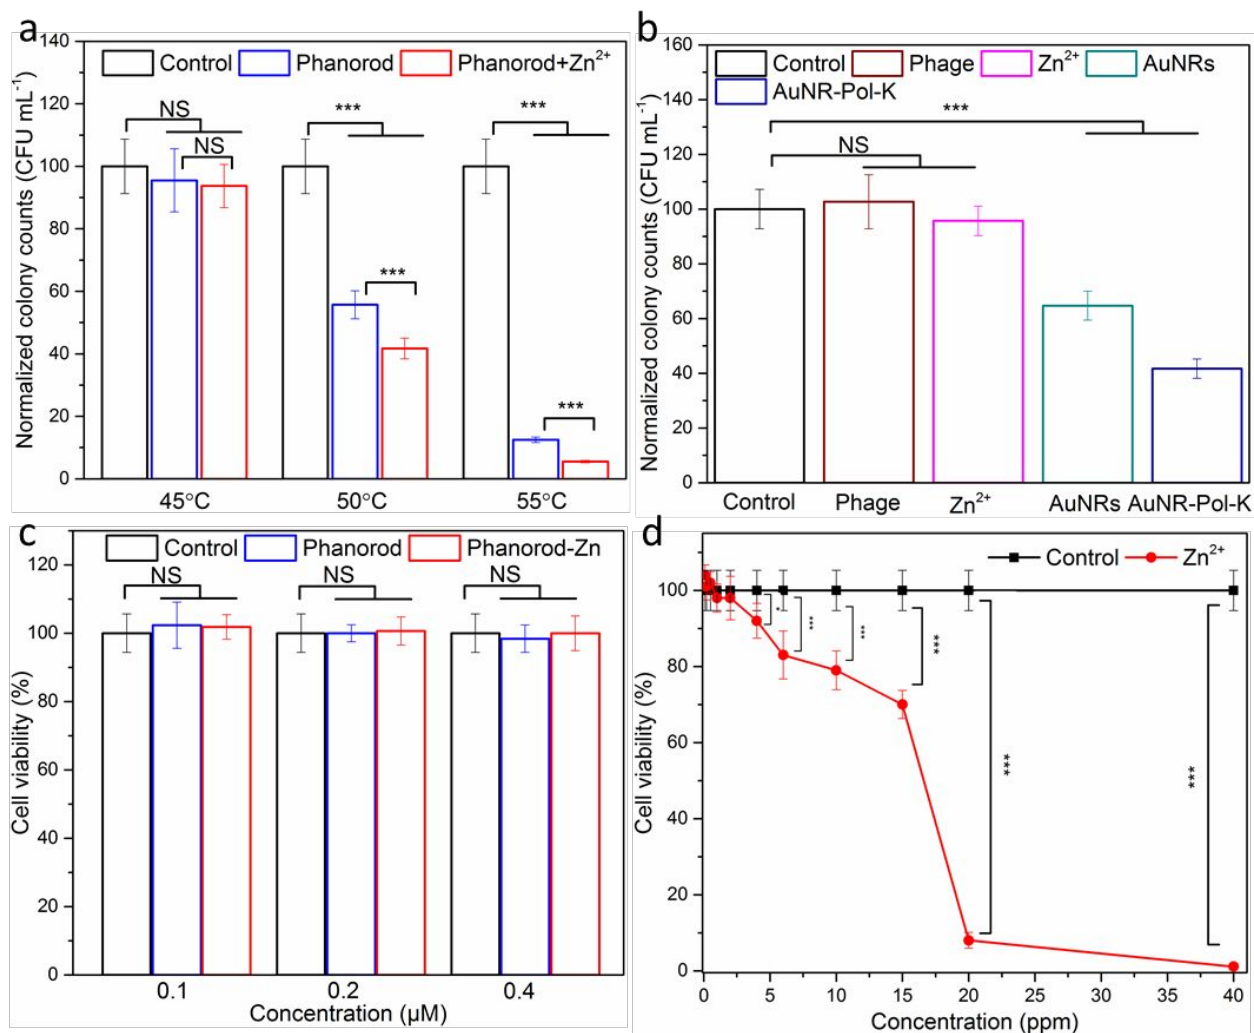 a
Normalized colony counts (CFU mL⁻¹)
140
120
100
80
60
40
20
0
Control Phanorod Phanorod+Zn²⁺
NS
NS
***
***
***
***
45°C 50°C 55°C
b
Normalized colony counts (CFU mL⁻¹)
160
140
120
100
80
60
40
20
0
Control Phage Zn²⁺ AuNRs
AuNR-Pol-K
***
NS
Control Phage Zn²⁺ AuNRs AuNR-Pol-K
c
Cell viability (%)
120
100
80
60
40
20
0
Control Phanorod Phanorod-Zn
NS NS NS
0.1 0.2 0.4
Concentration (μM)
d
Cell viability (%)
100
80
60
40
20
0
Control Zn²⁺
*
***
***
***
***
***
0 5 10 15 20 25 30 35 40
Concentration (ppm)